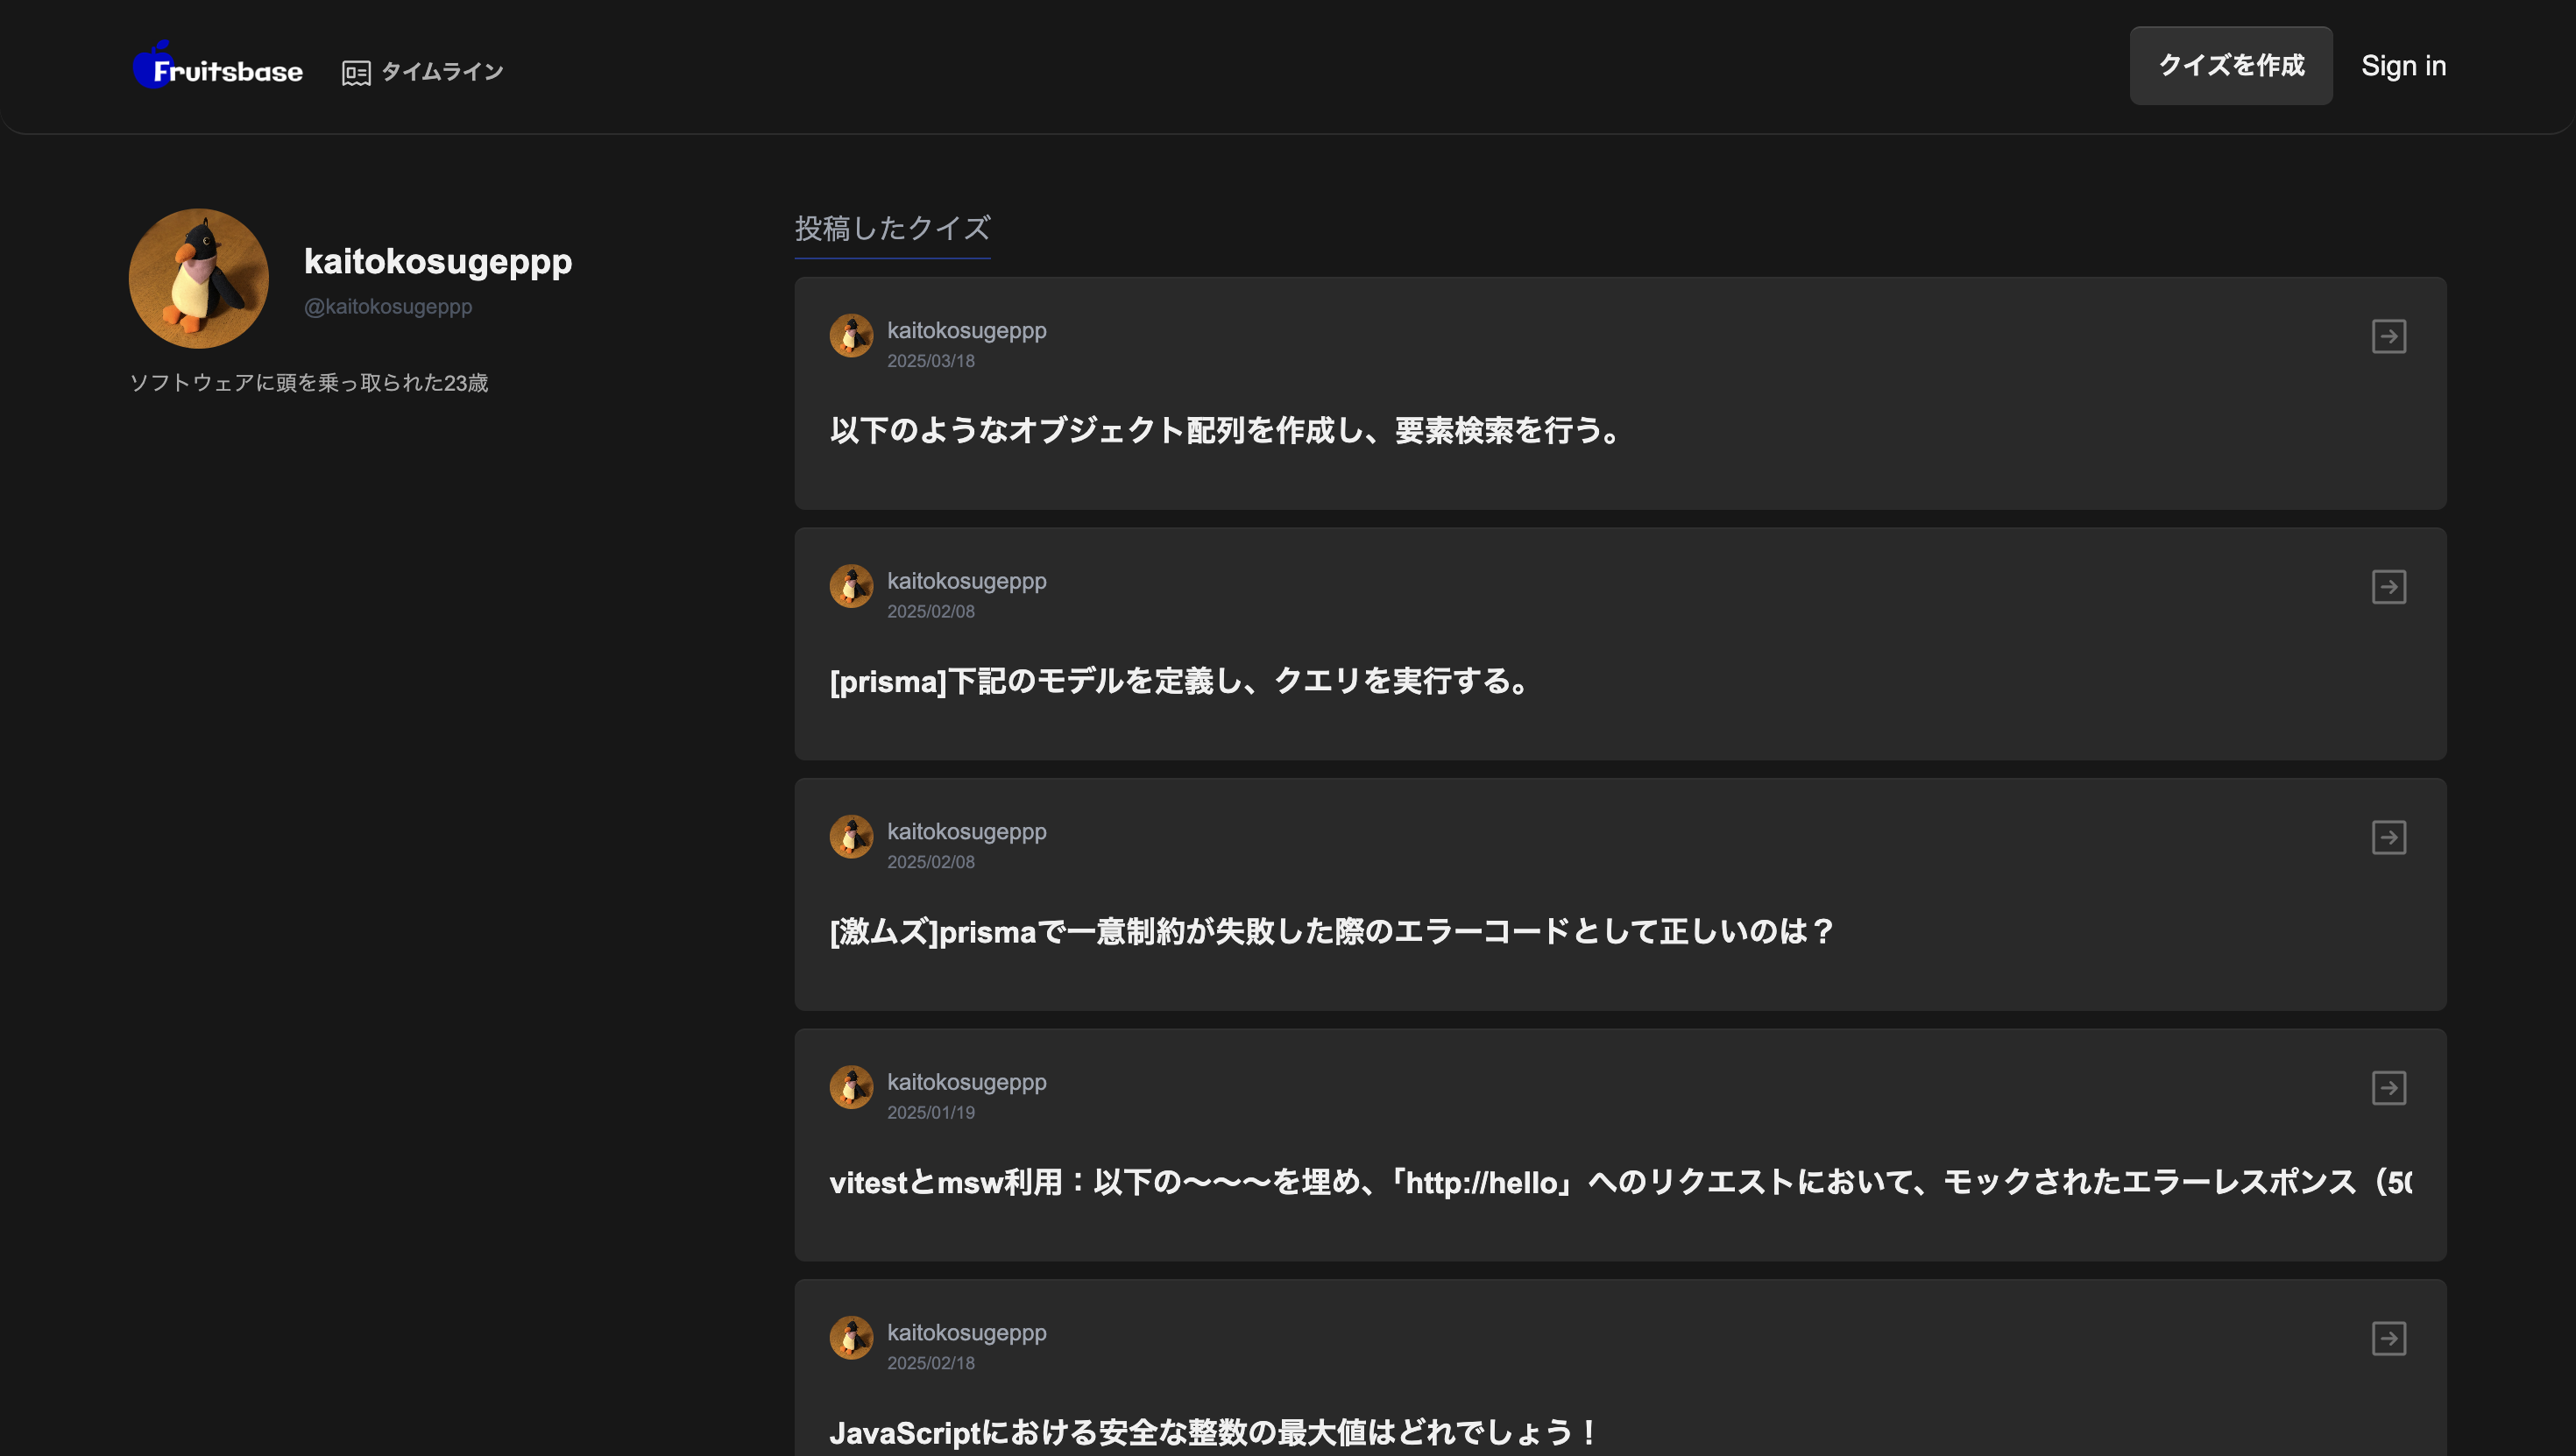 Fruitsbase
タイムライン
クイズを作成
Sign in
kaitokosugeppp
@kaitokosugeppp
ソフトウェアに頭を乗っ取られた23歳
投稿したクイズ
kaitokosugeppp
2025/03/18
以下のようなオブジェクト配列を作成し、要素検索を行う。
kaitokosugeppp
2025/02/08
[prisma]下記のモデルを定義し、クエリを実行する。
kaitokosugeppp
2025/02/08
[激ムズ]prismaで一意制約が失敗した際のエラーコードとして正しいのは？
kaitokosugeppp
2025/01/19
vitestとmsw利用：以下の〜〜〜を埋め、「http://hello」へのリクエストにおいて、モックされたエラーレスポンス（50
kaitokosugeppp
2025/02/18
JavaScriptにおける安全な整数の最大値はどれでしょう！